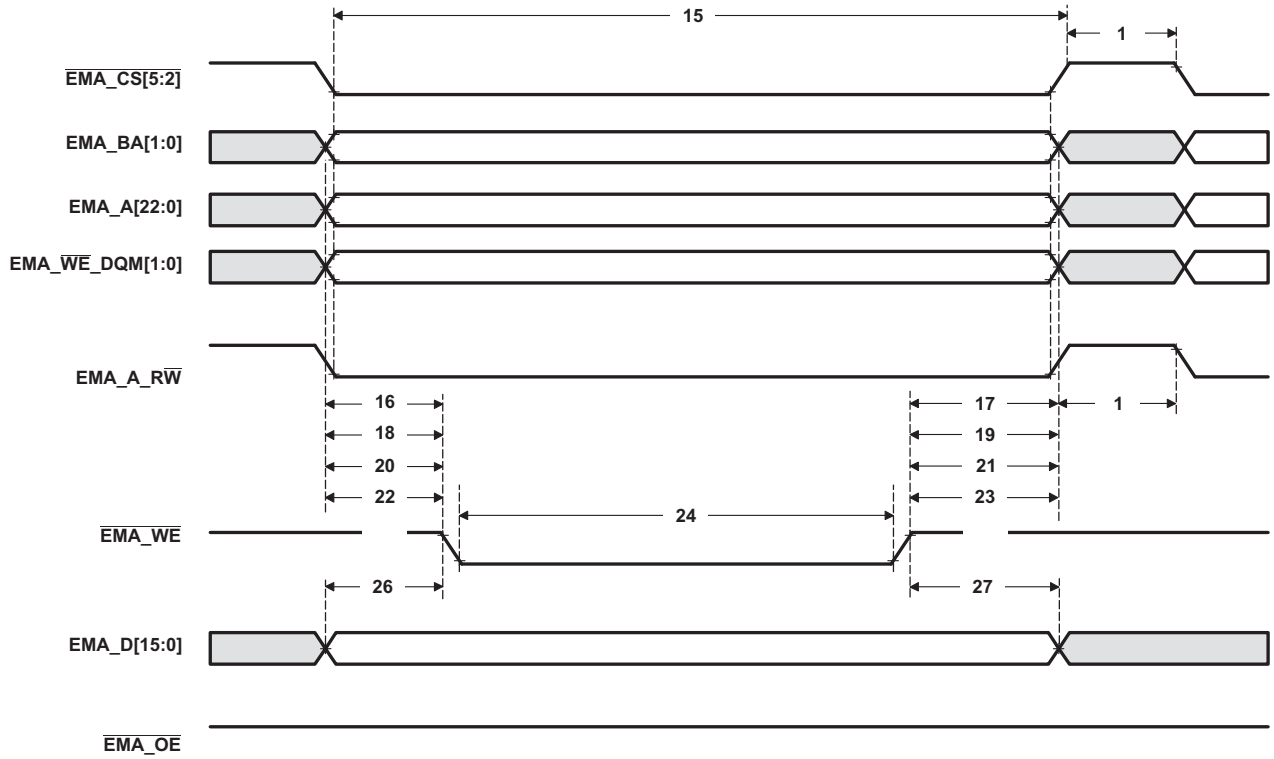 15
1
EMA_CS[5:2]
EMA_BA[1:0]
EMA_A[22:0]
EMA_WE_DQM[1:0]
EMA_A_RW
16 17 1
18 19
20 21
22 23
24
EMA_WE
26 27
EMA_D[15:0]
EMA_OE